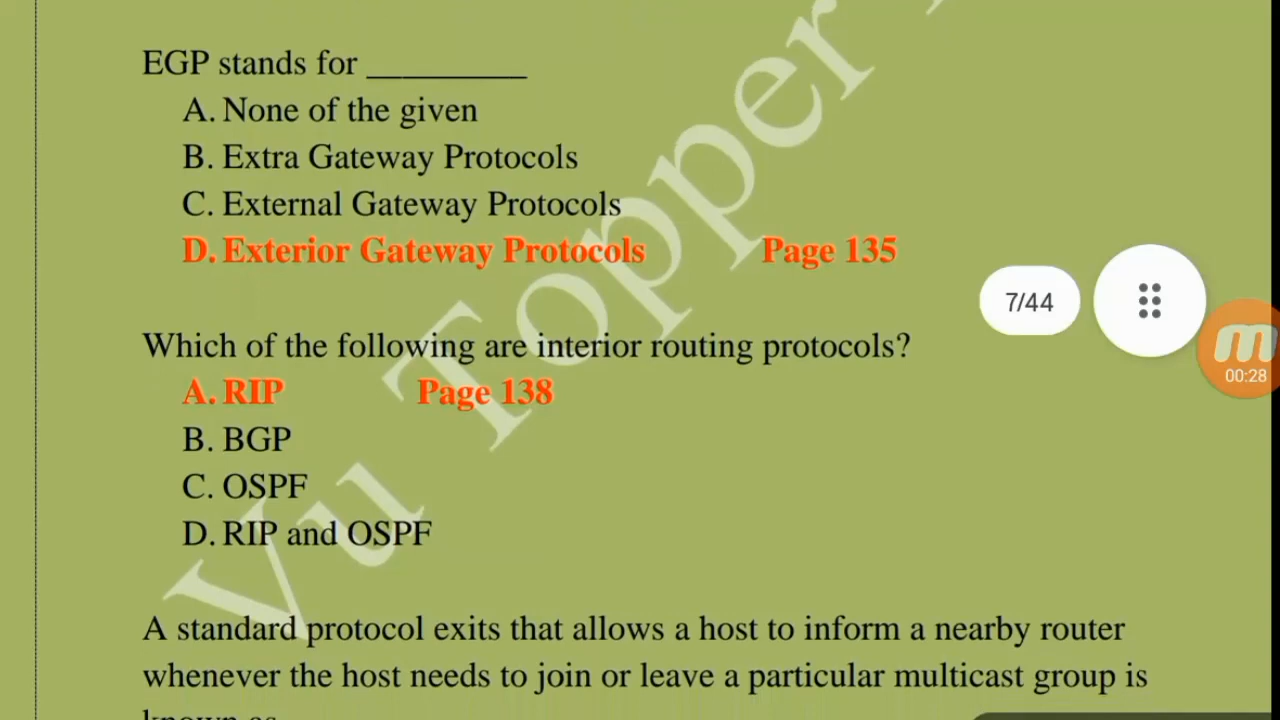 EGP stands for _________
A. None of the given
B. Extra Gateway Protocols
C. External Gateway Protocols
D. Exterior Gateway Protocols Page 135
7/44
00:28
Which of the following are interior routing protocols?
A. RIP Page 138
B. BGP
C. OSPF
D. RIP and OSPF
A standard protocol exits that allows a host to inform a nearby router
whenever the host needs to join or leave a particular multicast group is
known as
Vu Topper